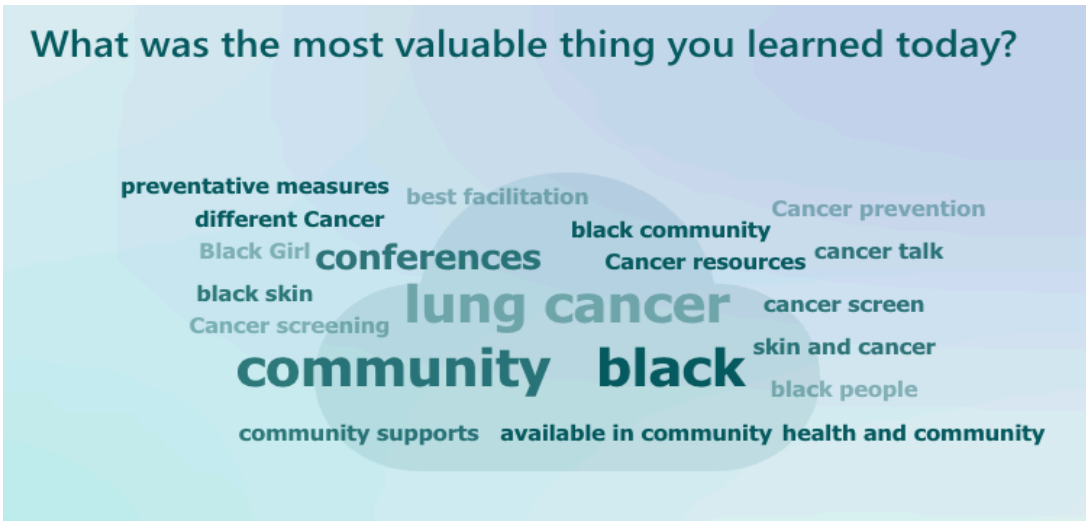 What was the most valuable thing you learned today?
preventative measures
best facilitation
Cancer prevention
different Cancer
black community
Black Girl
conferences
Cancer resources
cancer talk
black skin
lung cancer
cancer screen
Cancer screening
community
black
skin and cancer
black people
community supports
available in community
health and community